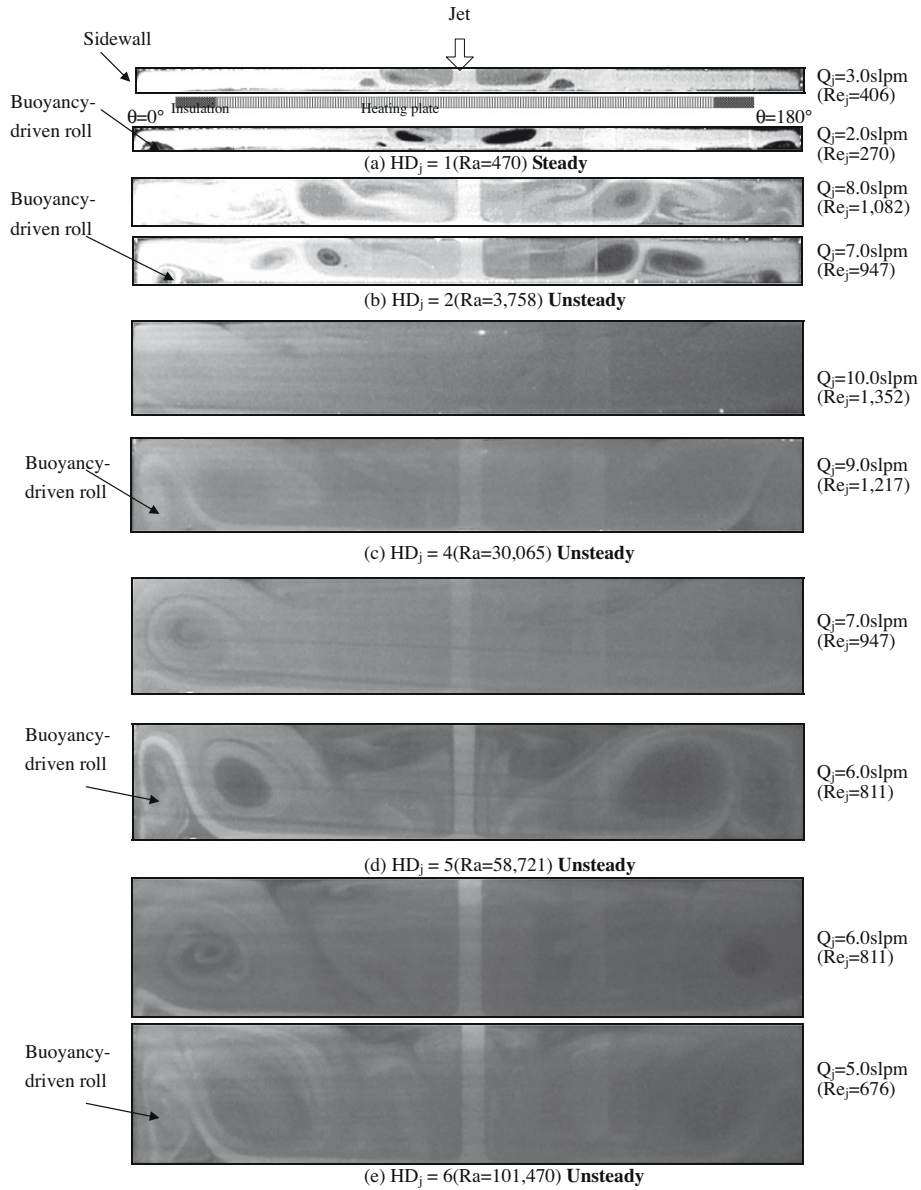 Jet
Sidewall
Q_j=3.0slpm
(Re_j=406)
Buoyancy-
driven roll
Insulation
Heating plate
θ=0°
θ=180°
Q_j=2.0slpm
(Re_j=270)
(a) HD_j = 1(Ra=470) Steady
Buoyancy-
driven roll
Q_j=8.0slpm
(Re_j=1,082)
Q_j=7.0slpm
(Re_j=947)
(b) HD_j = 2(Ra=3,758) Unsteady
Q_j=10.0slpm
(Re_j=1,352)
Buoyancy-
driven roll
Q_j=9.0slpm
(Re_j=1,217)
(c) HD_j = 4(Ra=30,065) Unsteady
Q_j=7.0slpm
(Re_j=947)
Buoyancy-
driven roll
Q_j=6.0slpm
(Re_j=811)
(d) HD_j = 5(Ra=58,721) Unsteady
Q_j=6.0slpm
(Re_j=811)
Buoyancy-
driven roll
Q_j=5.0slpm
(Re_j=676)
(e) HD_j = 6(Ra=101,470) Unsteady